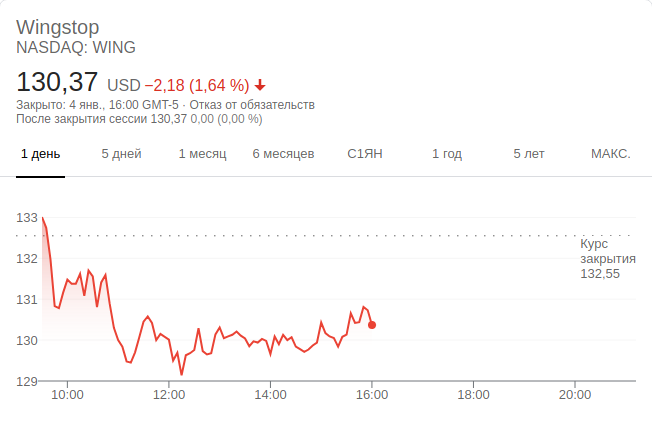 Wingstop
NASDAQ: WING
130,37 USD −2,18 (1,64 %)
Закрыто: 4 янв., 16:00 GMT-5 · Отказ от обязательств
После закрытия сессии 130,37 0,00 (0,00 %)
1 день 5 дней 1 месяц 6 месяцев С1ЯН 1 год 5 лет МАКС.
133
Курс
закрытия
132,55
132
131
130
129
10:00 12:00 14:00 16:00 18:00 20:00